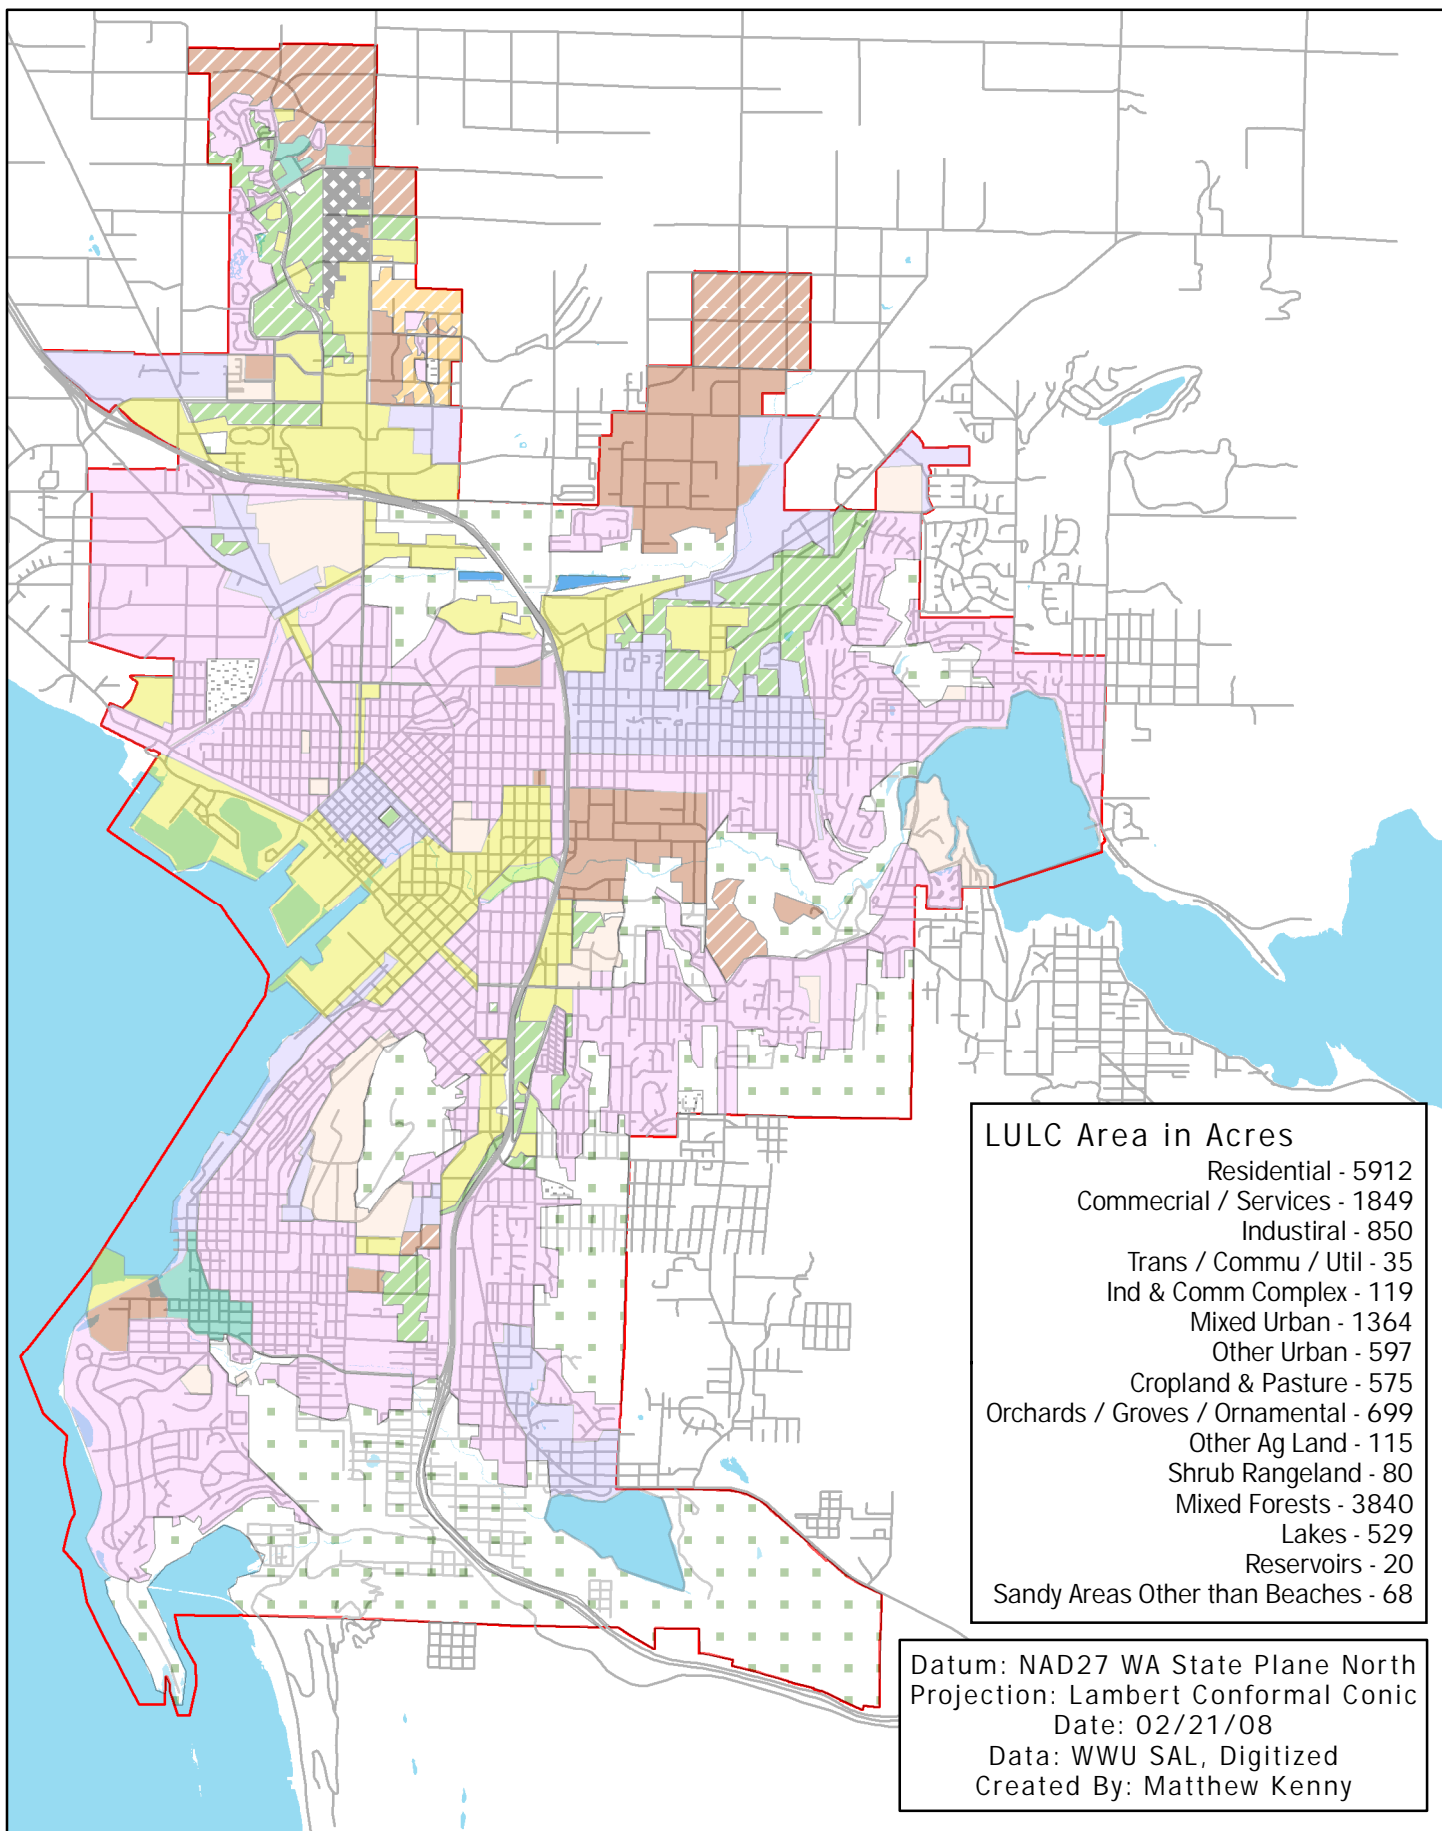 LULC Area in Acres
Residential - 5912
Commecrial / Services - 1849
Industiral - 850
Trans / Commu / Util - 35
Ind & Comm Complex - 119
Mixed Urban - 1364
Other Urban - 597
Cropland & Pasture - 575
Orchards / Groves / Ornamental - 699
Other Ag Land - 115
Shrub Rangeland - 80
Mixed Forests - 3840
Lakes - 529
Reservoirs - 20
Sandy Areas Other than Beaches - 68
Datum: NAD27 WA State Plane North
Projection: Lambert Conformal Conic
Date: 02/21/08
Data: WWU SAL, Digitized
Created By: Matthew Kenny